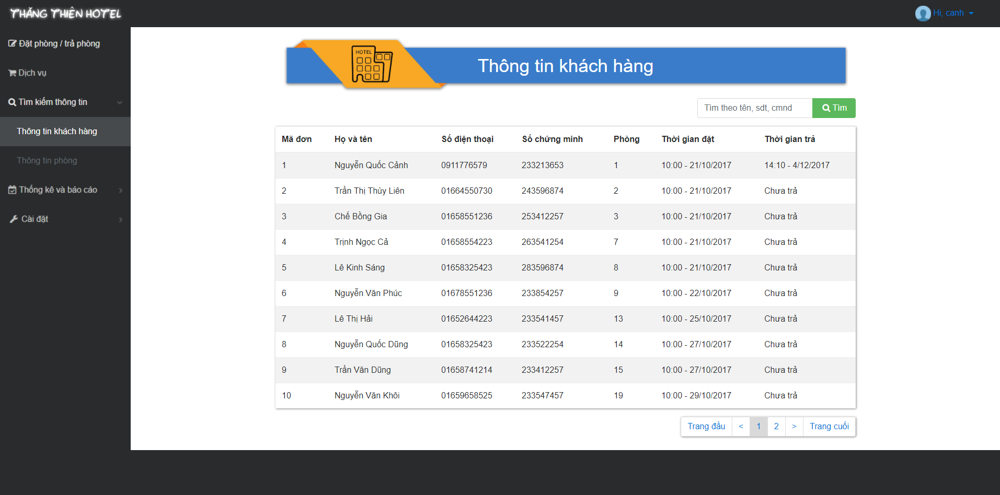 THĂNG THIÊN HOTEL
Hi, canh
Đặt phòng / trả phòng
Dịch vụ
Tìm kiếm thông tin
Thông tin khách hàng
Thông tin phòng
Thống kê và báo cáo
Cài đặt
HOTEL
Thông tin khách hàng
Tìm theo tên, sdt, cmnd
Tìm
Mã đơn Họ và tên Số điện thoại Số chứng minh Phòng Thời gian đặt Thời gian trả
1 Nguyễn Quốc Cảnh 0911776579 233213653 1 10:00 - 21/10/2017 14:10 - 4/12/2017
2 Trần Thị Thùy Liên 01664550730 243596874 2 10:00 - 21/10/2017 Chưa trả
3 Chế Bồng Gia 01658551236 253412257 3 10:00 - 21/10/2017 Chưa trả
4 Trịnh Ngọc Cả 01658554223 263541254 7 10:00 - 21/10/2017 Chưa trả
5 Lê Kinh Sáng 01658325423 283596874 8 10:00 - 21/10/2017 Chưa trả
6 Nguyễn Văn Phúc 01678551236 233854257 9 10:00 - 22/10/2017 Chưa trả
7 Lê Thị Hải 01652644223 233541457 13 10:00 - 25/10/2017 Chưa trả
8 Nguyễn Quốc Dũng 01658325423 233522254 14 10:00 - 27/10/2017 Chưa trả
9 Trần Văn Dũng 01658741214 233412257 15 10:00 - 27/10/2017 Chưa trả
10 Nguyễn Văn Khôi 01659658525 233547457 19 10:00 - 29/10/2017 Chưa trả
Trang đầu < 1 2 > Trang cuối